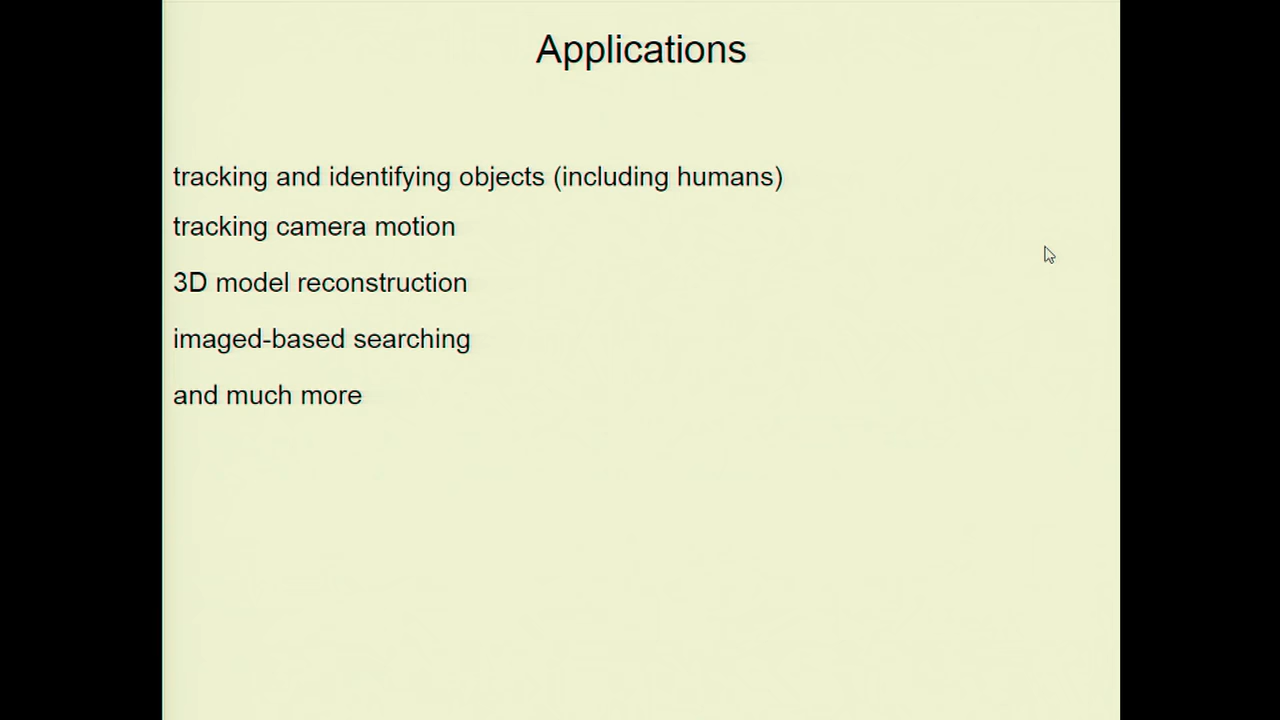 Applications
tracking and identifying objects (including humans)
tracking camera motion
3D model reconstruction
imaged-based searching
and much more